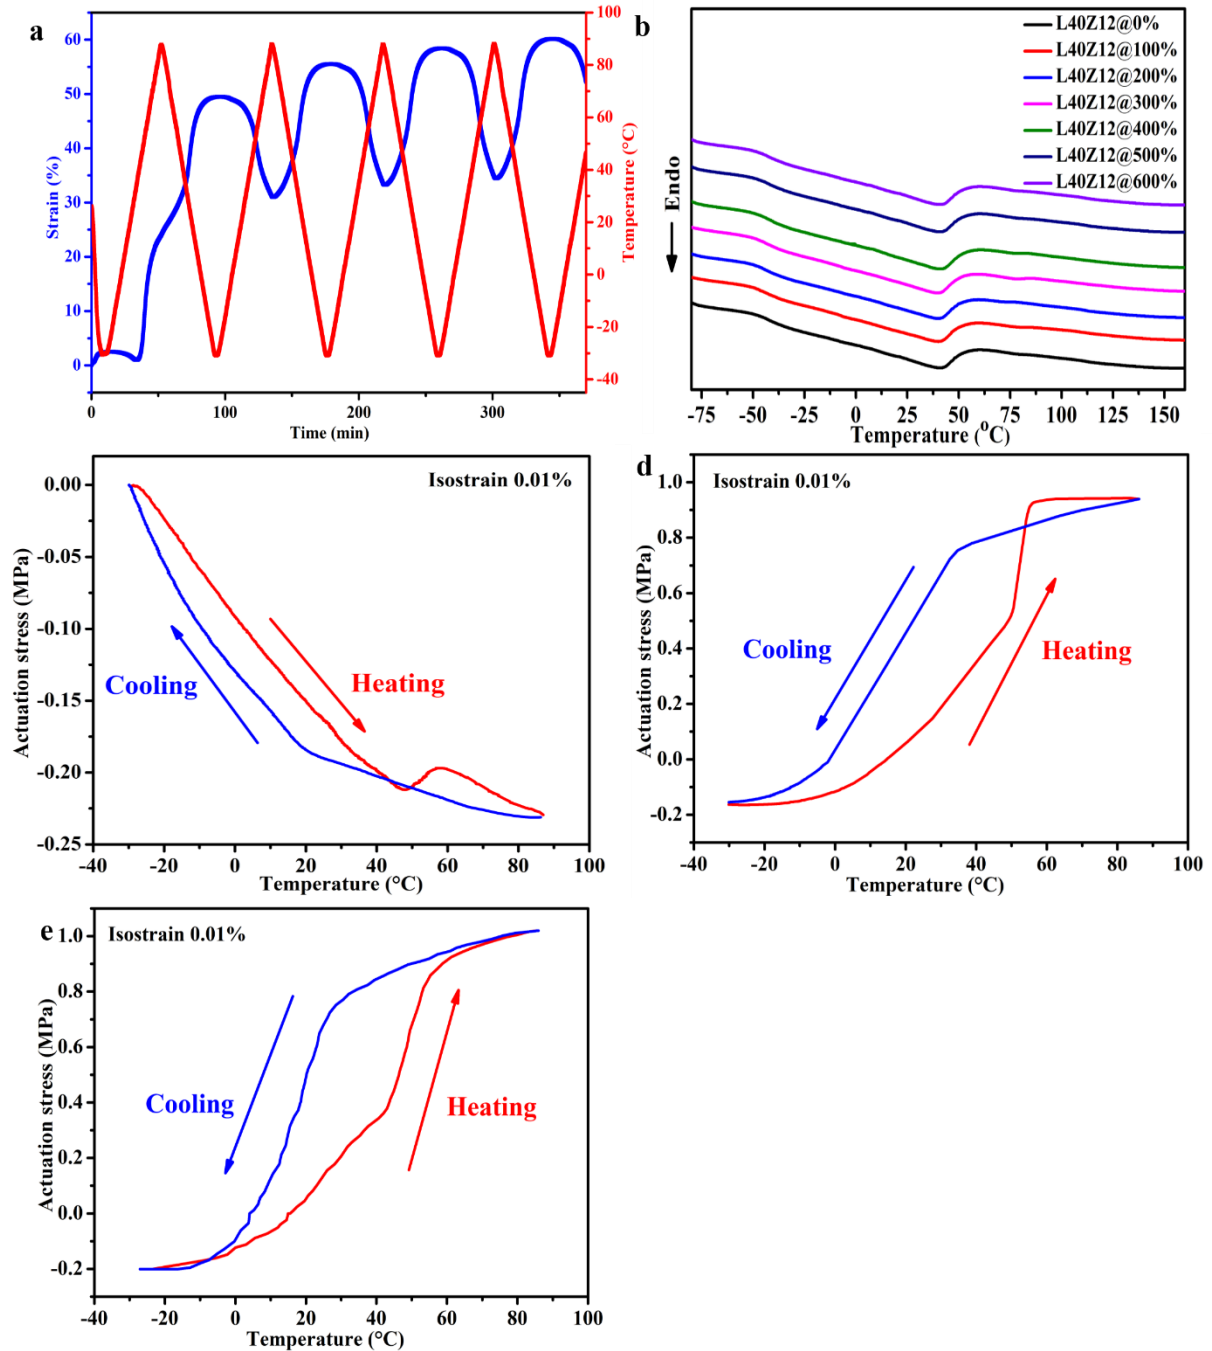 a
60
50
40
30
20
10
0
Strain (%)
100
80
60
40
20
0
-20
-40
Temperature (°C)
0
100
200
300
Time (min)
b
L40Z12@0%
L40Z12@100%
L40Z12@200%
L40Z12@300%
L40Z12@400%
L40Z12@500%
L40Z12@600%
Endo
-75
-50
-25
0
25
50
75
100
125
150
Temperature (°C)
Isostrain 0.01%
0.00
-0.05
-0.10
-0.15
-0.20
-0.25
Actuation stress (MPa)
Cooling
Heating
-40
-20
0
20
40
60
80
100
Temperature (°C)
d
Isostrain 0.01%
1.0
0.8
0.6
0.4
0.2
0.0
-0.2
Actuation stress (MPa)
Cooling
Heating
-40
-20
0
20
40
60
80
100
Temperature (°C)
e
Isostrain 0.01%
1.0
0.8
0.6
0.4
0.2
0.0
-0.2
Actuation stress (MPa)
Cooling
Heating
-40
-20
0
20
40
60
80
100
Temperature (°C)